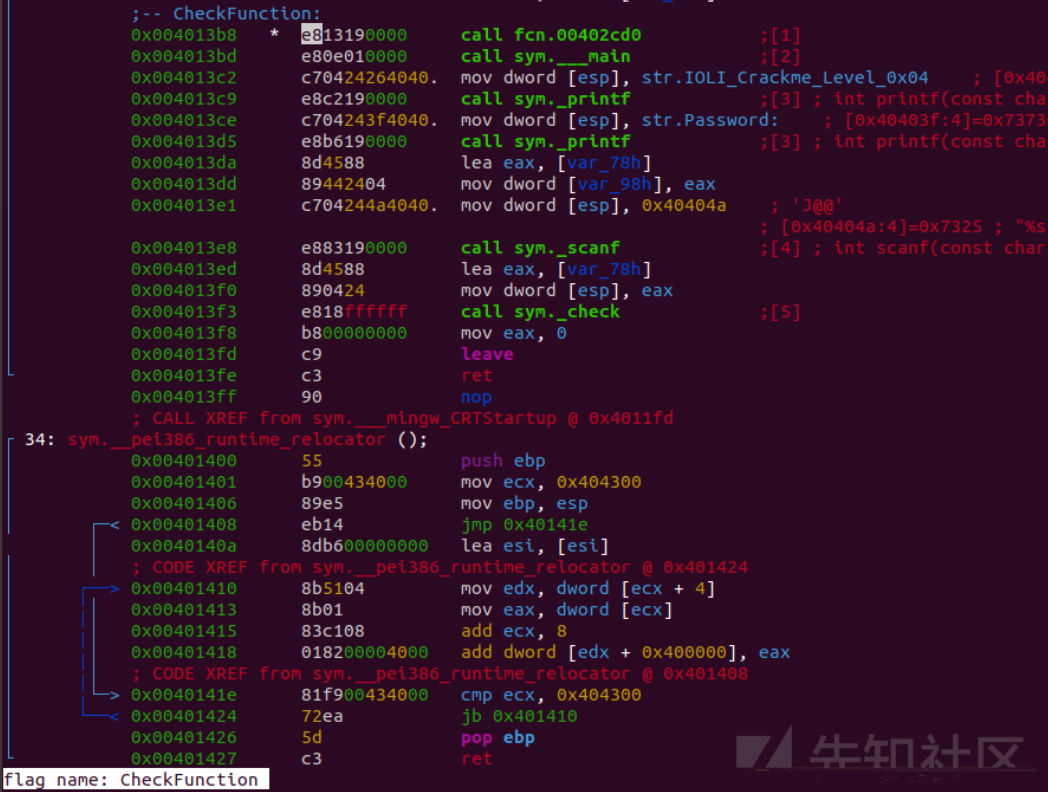 ;-- CheckFunction:
0x004013b8 * e813190000 call fcn.00402cd0 ;[1]
0x004013bd e80e010000 call sym.___main ;[2]
0x004013c2 c70424264040. mov dword [esp], str.IOLI_Crackme_Level_0x04 ; [0x40
0x004013c9 e8c2190000 call sym._printf ;[3] ; int printf(const char
0x004013ce c704243f4040. mov dword [esp], str.Password: ; [0x40403f:4]=0x7373
0x004013d5 e8b6190000 call sym._printf ;[3] ; int printf(const char
0x004013da 8d4588 lea eax, [var_78h]
0x004013dd 89442404 mov dword [var_98h], eax
0x004013e1 c704244a4040. mov dword [esp], 0x40404a ; 'J@@'
; [0x40404a:4]=0x7325 ; "%s
0x004013e8 e883190000 call sym._scanf ;[4] ; int scanf(const char
0x004013ed 8d4588 lea eax, [var_78h]
0x004013f0 890424 mov dword [esp], eax
0x004013f3 e818ffffff call sym._check ;[5]
0x004013f8 b800000000 mov eax, 0
0x004013fd c9 leave
0x004013fe c3 ret
0x004013ff 90 nop
; CALL XREF from sym.___mingw_CRTStartup @ 0x4011fd
34: sym.__pei386_runtime_relocator ();
0x00401400 55 push ebp
0x00401401 b900434000 mov ecx, 0x404300
0x00401406 89e5 mov ebp, esp
0x00401408 eb14 jmp 0x40141e
0x0040140a 8db600000000 lea esi, [esi]
; CODE XREF from sym.__pei386_runtime_relocator @ 0x401424
0x00401410 8b5104 mov edx, dword [ecx + 4]
0x00401413 8b01 mov eax, dword [ecx]
0x00401415 83c108 add ecx, 8
0x00401418 018200004000 add dword [edx + 0x400000], eax
; CODE XREF from sym.__pei386_runtime_relocator @ 0x401408
0x0040141e 81f900434000 cmp ecx, 0x404300
0x00401424 72ea jb 0x401410
0x00401426 5d pop ebp
0x00401427 c3 ret
先知社区
flag name: CheckFunction